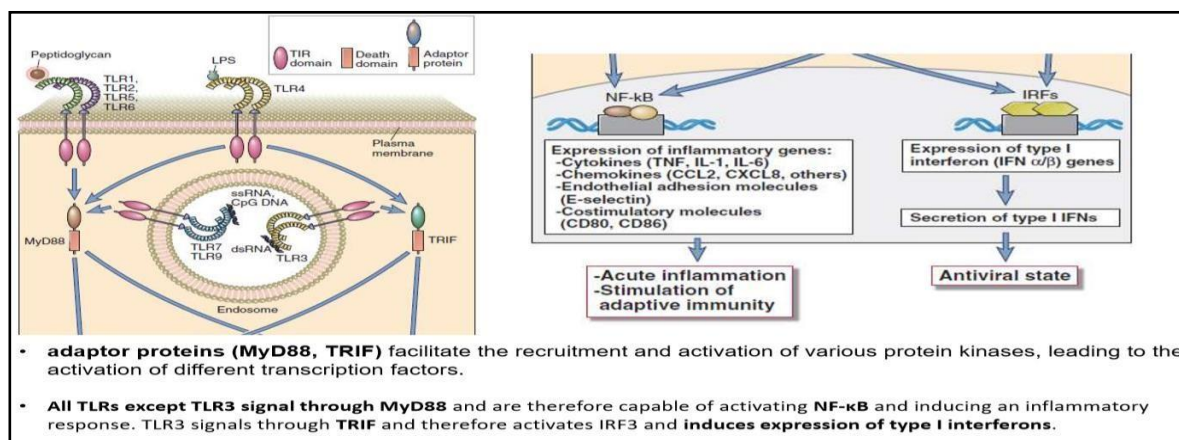 Peptidoglycan
TLR1,
TLR2,
TLR5,
TLR6
LPS
TLR4
TIR
domain
Death
domain
Adaptor
protein
Plasma
membrane
MyD88
ssRNA,
CpG DNA
TLR7
TLR9
dsRNA
TLR3
TRIF
Endosome
NF-kB
Expression of inflammatory genes:
-Cytokines (TNF, IL-1, IL-6)
-Chemokines (CCL2, CXCL8, others)
-Endothelial adhesion molecules
(E-selectin)
-Costimulatory molecules
(CD80, CD86)
-Acute inflammation
-Stimulation of
adaptive immunity
IRFs
Expression of type I
interferon (IFN α/β) genes
Secretion of type I IFNs
Antiviral state
• adaptor proteins (MyD88, TRIF) facilitate the recruitment and activation of various protein kinases, leading to the
activation of different transcription factors.
• All TLRs except TLR3 signal through MyD88 and are therefore capable of activating NF-κB and inducing an inflammatory
response. TLR3 signals through TRIF and therefore activates IRF3 and induces expression of type I interferons.